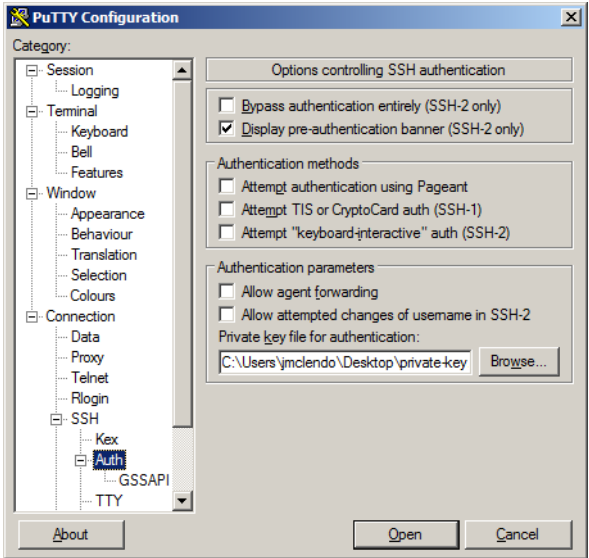 PuTTY Configuration
Category:
Session
Logging
Terminal
Keyboard
Bell
Features
Window
Appearance
Behaviour
Translation
Selection
Colours
Connection
Data
Proxy
Telnet
Rlogin
SSH
Kex
Auth
GSSAPI
TTY
Options controlling SSH authentication
Bypass authentication entirely (SSH-2 only)
Display pre-authentication banner (SSH-2 only)
Authentication methods
Attempt authentication using Pageant
Attempt TIS or CryptoCard auth (SSH-1)
Attempt "keyboard-interactive" auth (SSH-2)
Authentication parameters
Allow agent forwarding
Allow attempted changes of username in SSH-2
Private key file for authentication:
C:\Users\jmclendo\Desktop\private-key
Browse...
About
Open
Cancel